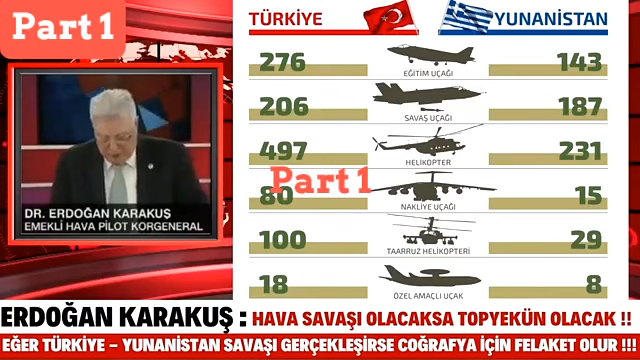 Part 1
TÜRKİYE
YUNANİSTAN
276
EĞİTİM UÇAĞI
143
206
SAVAŞ UÇAĞI
187
497
HELİKOPTER
231
80
Part 1
NAKLİYE UÇAĞI
15
100
TAARRUZ HELİKOPTERİ
29
18
ÖZEL AMAÇLI UÇAK
8
DR. ERDOĞAN KARAKUŞ
EMEKLİ HAVA PİLOT KORGENERAL
ERDOĞAN KARAKUŞ : HAVA SAVAŞI OLACAKSA TOPYEKÜN OLACAK !!
EĞER TÜRKİYE – YUNANİSTAN SAVAŞI GERÇEKLEŞİRSE COĞRAFYA İÇİN FELAKET OLUR !!!